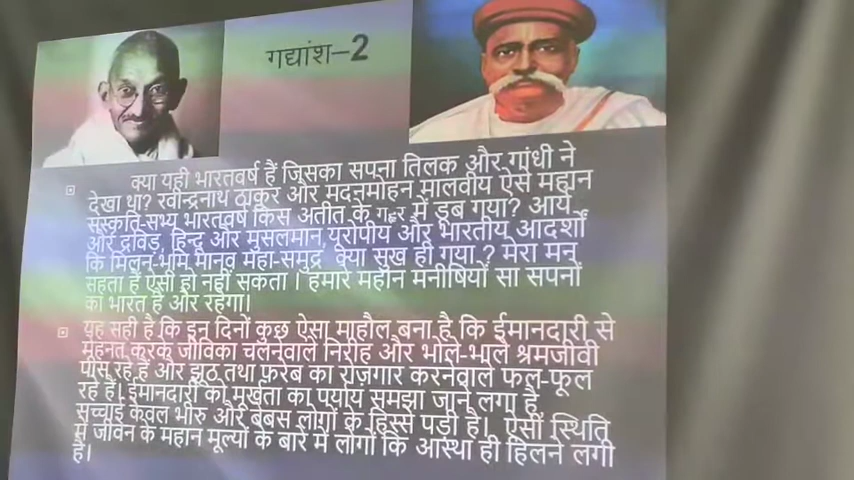 गद्यांश–2
क्या यही भारतवर्ष हैं जिसका सपना तिलक और गांधी ने
देखा था? रवीन्द्रनाथ ठाकुर और मदनमोहन मालवीय ऐसे महान
संस्कृति-सभ्य भारतवर्ष किस अतीत के गह्वर में डूब गया? आर्य
और द्रविड़, हिन्दू और मुसलमान, यूरोपीय और भारतीय आदर्शों
कि मिलन-भूमि मानव महा-समुद्र क्या सुख ही गया.? मेरा मन
सहता है ऐसी हो नहीं सकता। हमारे महान मनीषियों सा सपनों
का भारत है और रहेगा।
यह सही है कि इन दिनों कुछ ऐसा माहौल बना है कि ईमानदारी से
मेहनत करके जीविका चलनेवाले निरीह और भोले-भाले श्रमजीवी
पीस रहे हैं और झूठ तथा फरेब का रोज़गार करनेवाले फल-फूल
रहे हैं। ईमानदारी को मूर्खता का पर्याय समझा जाने लगा है,
सच्चाई केवल भीरु और बेबस लोगों के हिस्से पड़ी है। ऐसी स्थिति
में जीवन के महान मूल्यों के बारे में लोगों कि आस्था ही हिलने लगी
है।